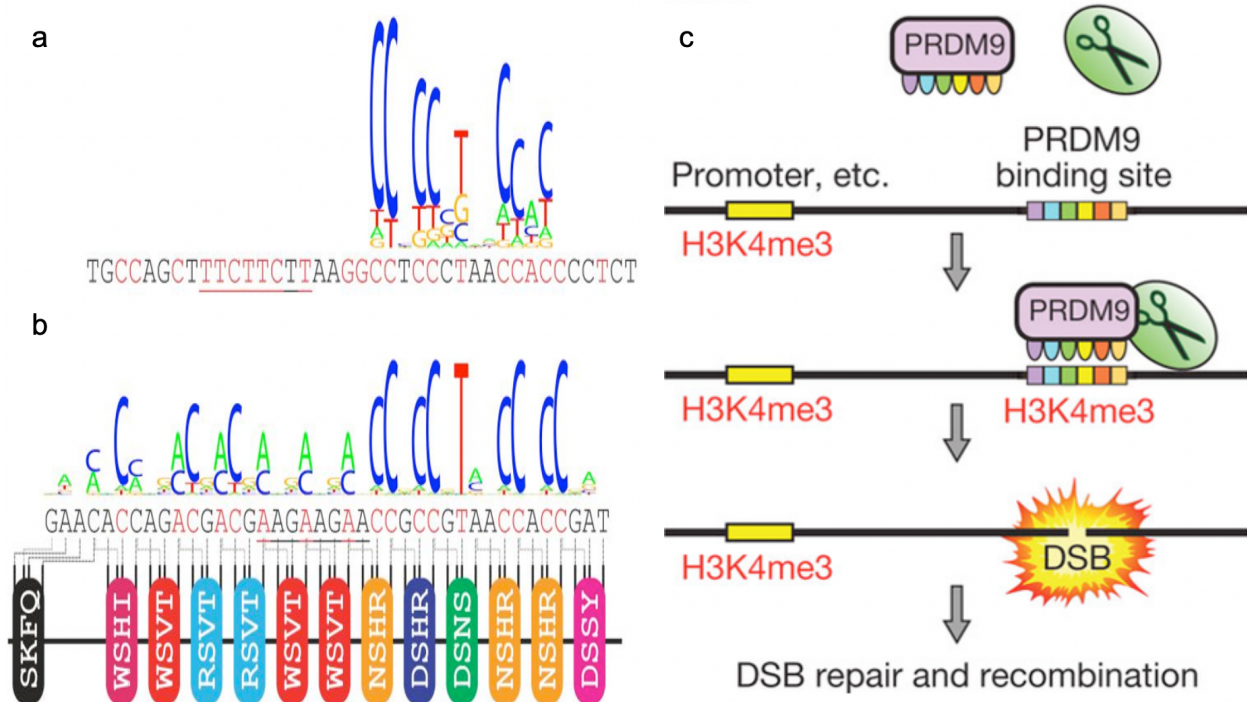 a
TGCCAGCTTTCTTCTTAAGGCCTCCCTAACCACCCCTCT
b
GAACACCAGACGACGAAGAAGAACCGCCGTAACCACCGAT
SKFQ
WSHI
WSVT
RSVT
RSVT
WSVT
WSVT
NSHR
DSHR
DSNS
NSHR
NSHR
DSSY
c
PRDM9
Promoter, etc.
PRDM9
binding site
H3K4me3
PRDM9
H3K4me3
H3K4me3
DSB
H3K4me3
DSB repair and recombination